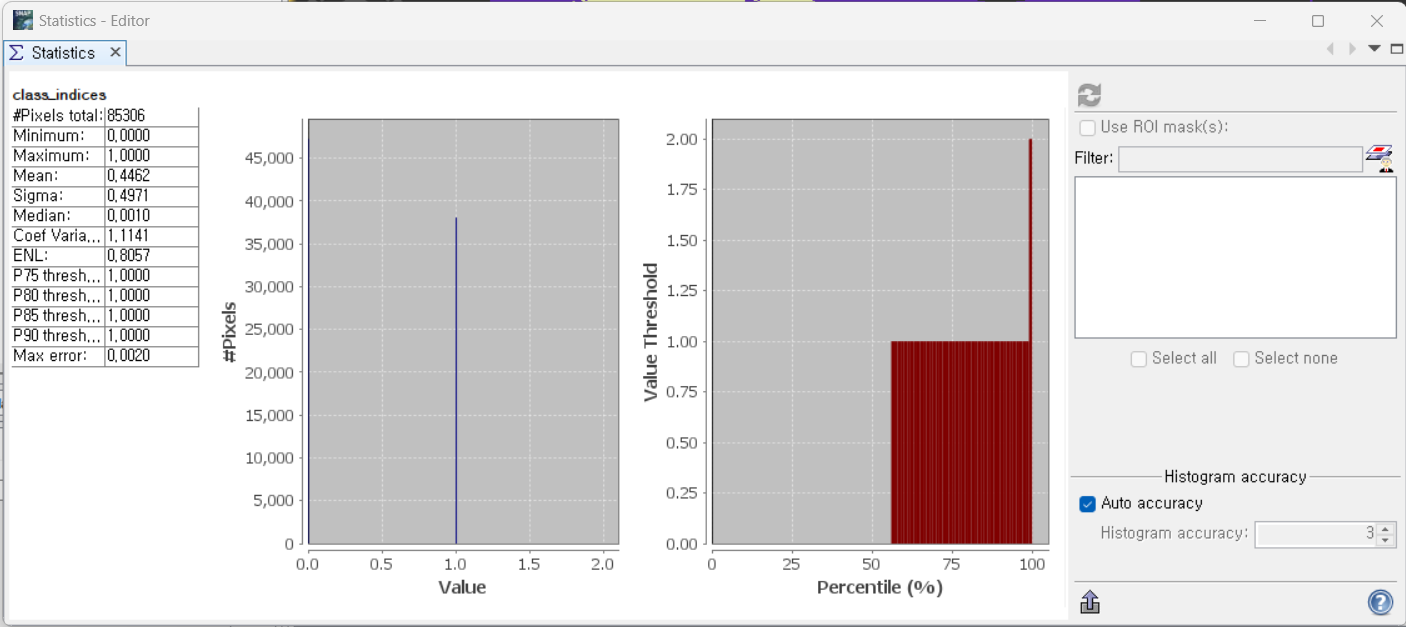 Statistics - Editor
Σ Statistics
class_indices
#Pixels total: 85306
Minimum: 0,0000
Maximum: 1,0000
Mean: 0,4462
Sigma: 0,4971
Median: 0,0010
Coef Varia,,, 1,1141
ENL: 0,8057
P75 thresh,,, 1,0000
P80 thresh,,, 1,0000
P85 thresh,,, 1,0000
P90 thresh,,, 1,0000
Max error: 0,0020
#Pixels
45,000
40,000
35,000
30,000
25,000
20,000
15,000
10,000
5,000
0
0.0 0.5 1.0 1.5 2.0
Value
Value Threshold
2.00
1.75
1.50
1.25
1.00
0.75
0.50
0.25
0.00
0 25 50 75 100
Percentile (%)
Use ROI mask(s):
Filter:
Select all Select none
Histogram accuracy
Auto accuracy
Histogram accuracy: 3
?